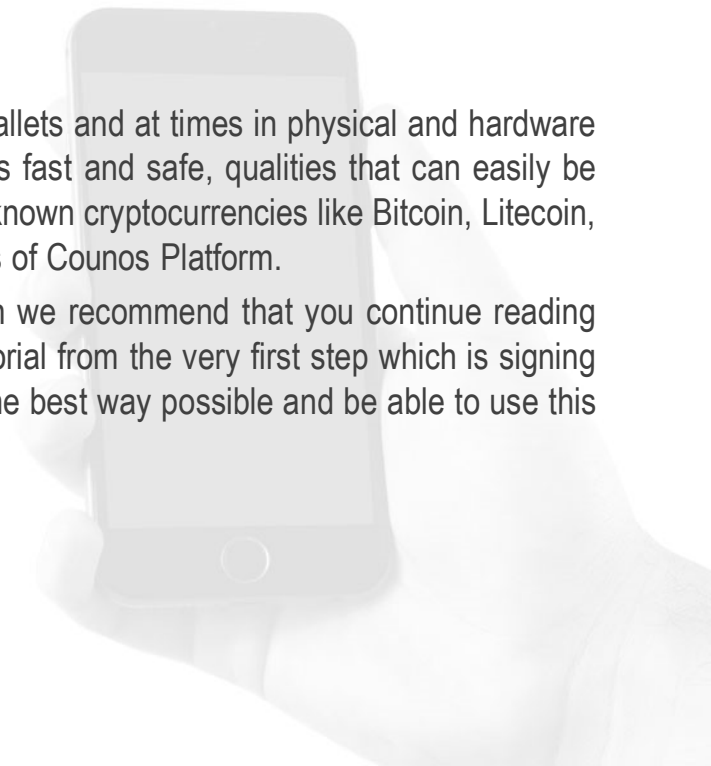 allets and at times in physical and hardware
s fast and safe, qualities that can easily be
known cryptocurrencies like Bitcoin, Litecoin,
s of Counos Platform.
n we recommend that you continue reading
orial from the very first step which is signing
he best way possible and be able to use this